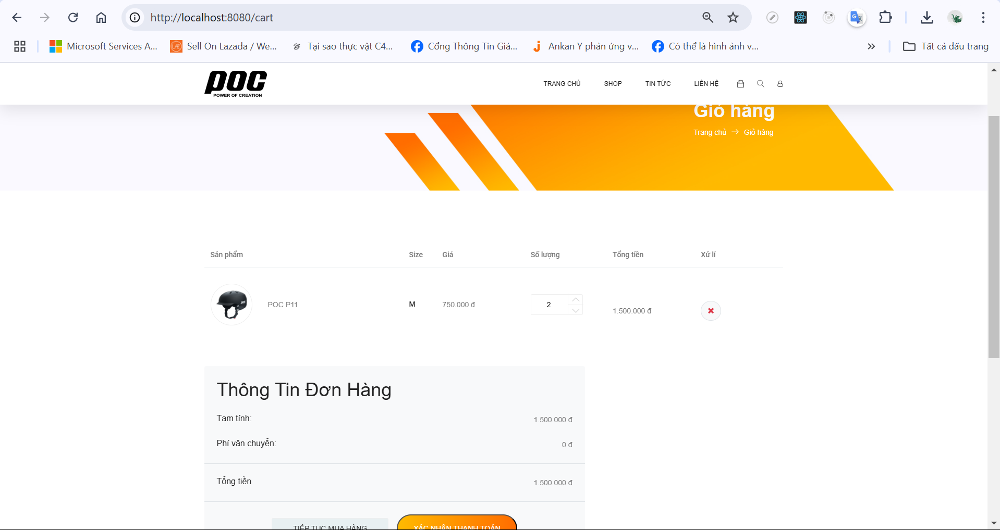 http://localhost:8080/cart
Microsoft Services A...
Sell On Lazada / We...
Tại sao thực vật C4...
Cổng Thông Tin Giá...
Ankan Y phản ứng v...
Có thể là hình ảnh v...
Tất cả dấu trang
poc
POWER OF CREATION
TRANG CHỦ
SHOP
TIN TỨC
LIÊN HỆ
Giỏ hàng
Trang chủ
Giỏ hàng
Sản phẩm
Size
Giá
Số lượng
Tổng tiền
Xử lí
POC P11
M
750.000 đ
2
1.500.000 đ
Thông Tin Đơn Hàng
Tạm tính:
1.500.000 đ
Phí vận chuyển:
0 đ
Tổng tiền
1.500.000 đ
TIẾP TỤC MUA HÀNG
XÁC NHẬN THANH TOÁN